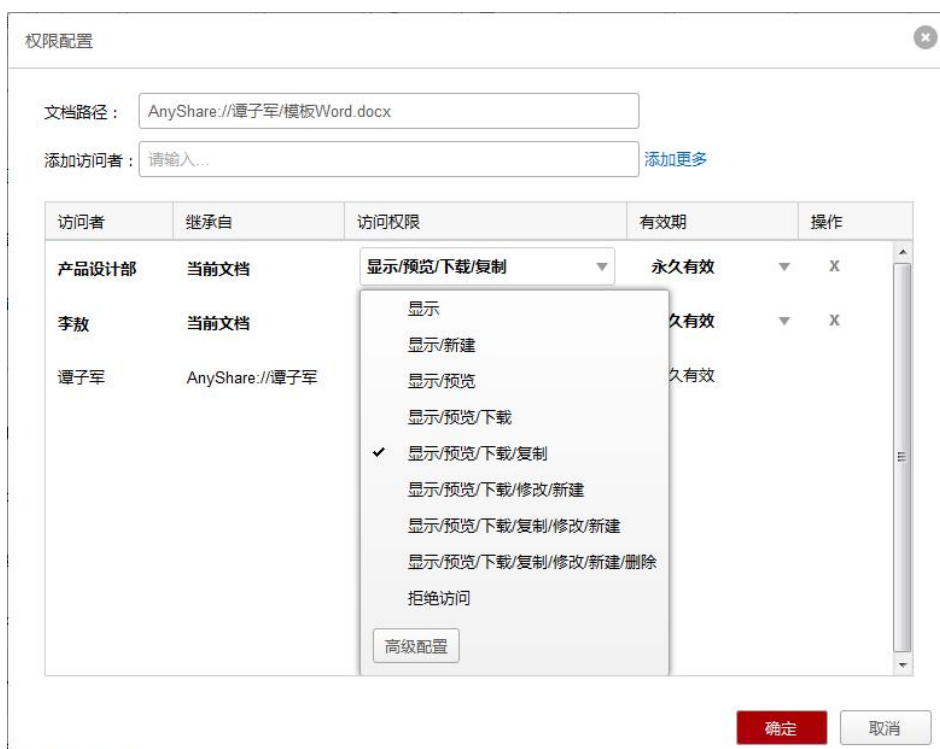 权限配置
文档路径： AnyShare://谭子军/模板Word.docx
添加访问者： 请输入... 添加更多
访问者 继承自 访问权限 有效期 操作
产品设计部 当前文档 显示/预览/下载/复制 永久有效 X
李敖 当前文档 久有效 X
谭子军 AnyShare://谭子军 久有效
显示
显示/新建
显示/预览
显示/预览/下载
显示/预览/下载/复制
显示/预览/下载/修改/新建
显示/预览/下载/复制/修改/新建
显示/预览/下载/复制/修改/新建/删除
拒绝访问
高级配置
确定 取消